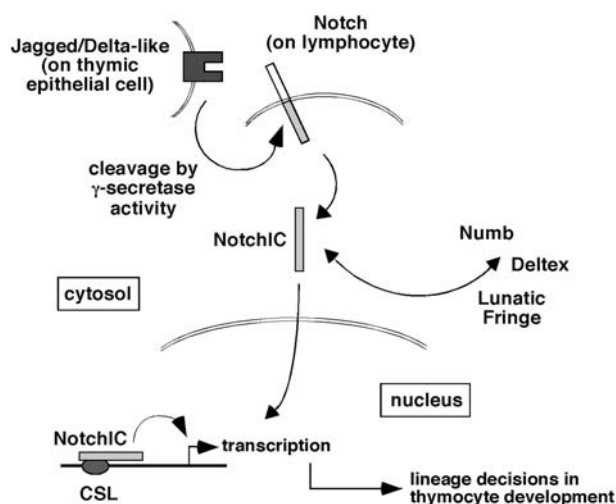 Jagged/Delta-like
(on thymic
epithelial cell)
Notch
(on lymphocyte)
cleavage by
γ-secretase
activity
NotchIC
Numb
Deltex
Lunatic
Fringe
cytosol
nucleus
NotchIC
transcription
CSL
lineage decisions in
thymocyte development